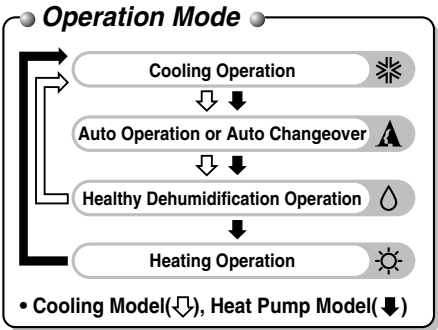 Operation Mode
Cooling Operation
Auto Operation or Auto Changeover
Healthy Dehumidification Operation
Heating Operation
• Cooling Model(⇩), Heat Pump Model(⬇)